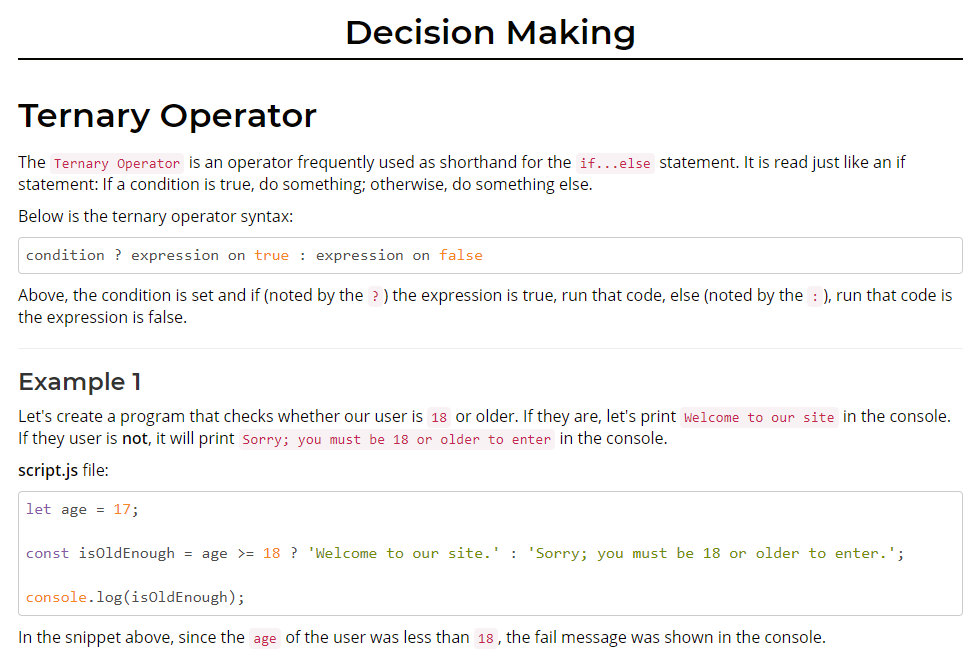 Decision Making
Ternary Operator
The Ternary Operator is an operator frequently used as shorthand for the if...else statement. It is read just like an if
statement: If a condition is true, do something; otherwise, do something else.
Below is the ternary operator syntax:
condition ? expression on true : expression on false
Above, the condition is set and if (noted by the ? ) the expression is true, run that code, else (noted by the : ), run that code is
the expression is false.
Example 1
Let's create a program that checks whether our user is 18 or older. If they are, let's print Welcome to our site in the console.
If they user is not, it will print Sorry; you must be 18 or older to enter in the console.
script.js file:
let age = 17;
const isOldEnough = age >= 18 ? 'Welcome to our site.' : 'Sorry; you must be 18 or older to enter.';
console.log(isOldEnough);
In the snippet above, since the age of the user was less than 18 , the fail message was shown in the console.